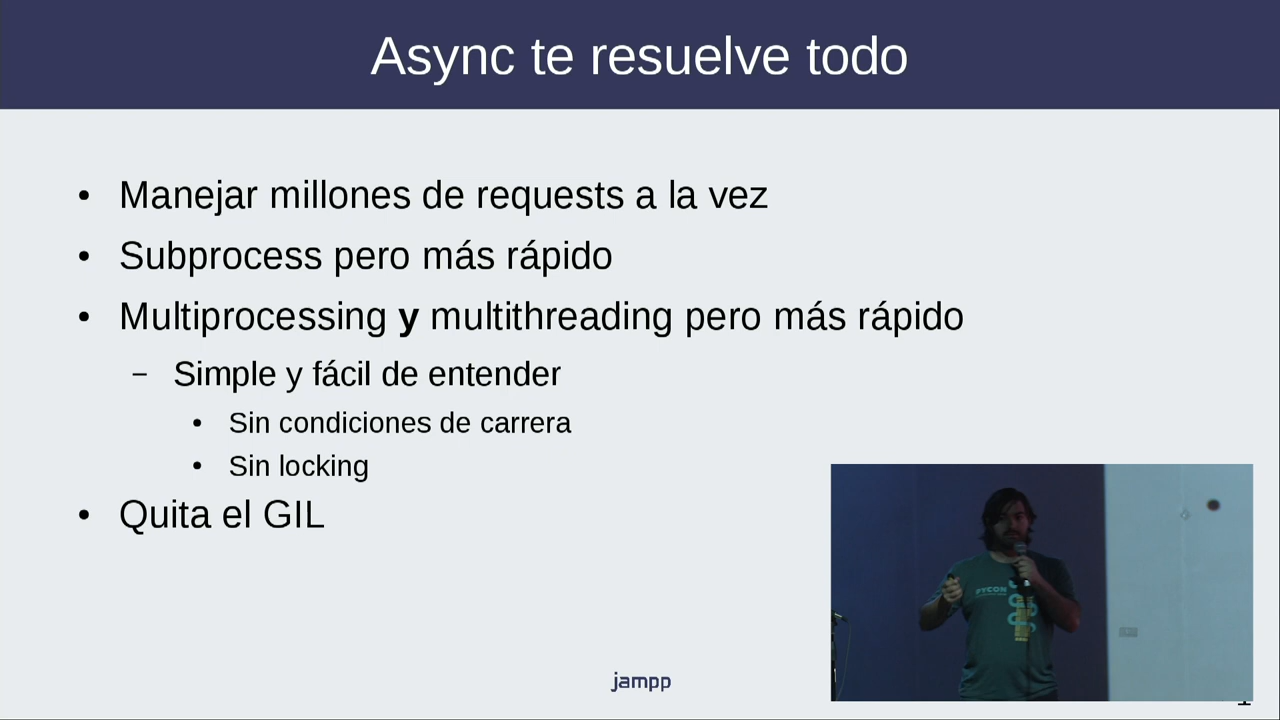 Async te resuelve todo
• Manejar millones de requests a la vez
• Subprocess pero más rápido
• Multiprocessing y multithreading pero más rápido
– Simple y fácil de entender
• Sin condiciones de carrera
• Sin locking
• Quita el GIL
PYCON
jampp